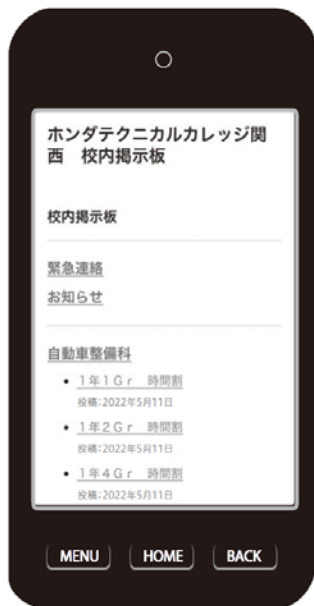 ホンダテクニカルカレッジ関
西　校内掲示板
校内掲示板
緊急連絡
お知らせ
自動車整備科
• １年１Ｇｒ　時間割
投稿：2022年5月11日
• １年２Ｇｒ　時間割
投稿：2022年5月11日
• １年４Ｇｒ　時間割
投稿：2022年5月11日
MENU HOME BACK